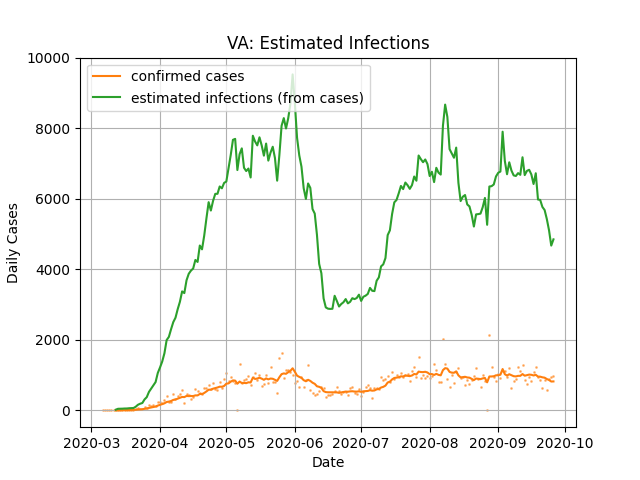 VA: Estimated Infections
confirmed cases
estimated infections (from cases)
Daily Cases
10000
8000
6000
4000
2000
0
2020-03 2020-04 2020-05 2020-06 2020-07 2020-08 2020-09 2020-10
Date